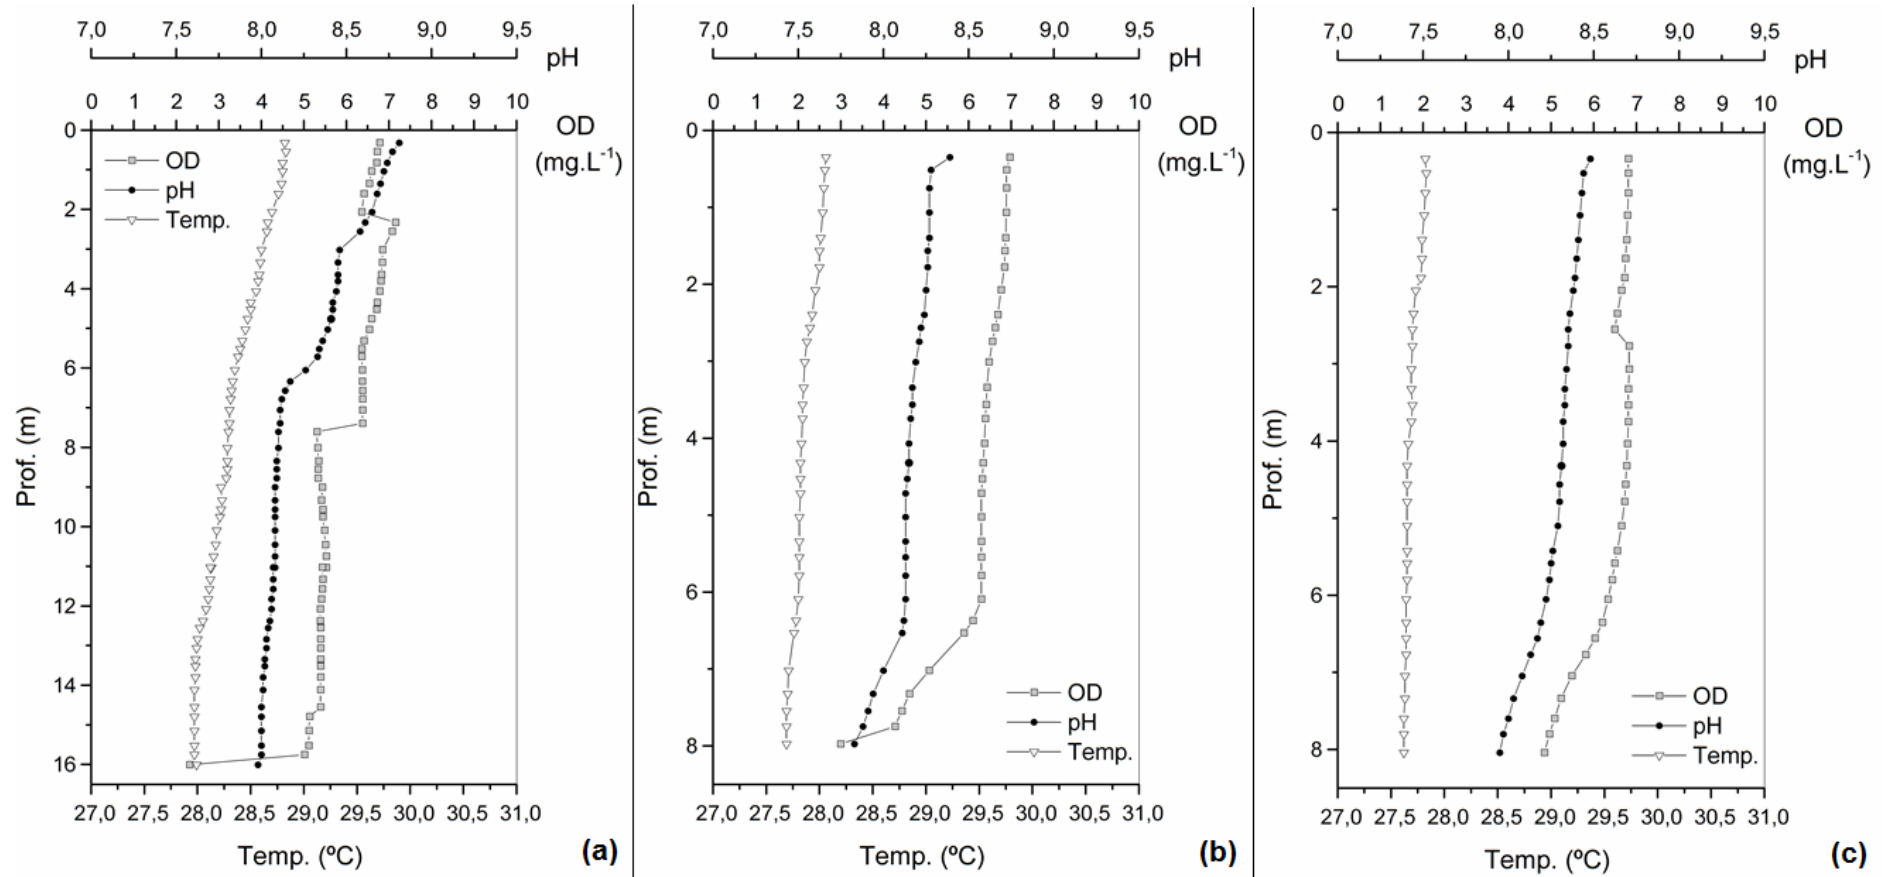 7,0 7,5 8,0 8,5 9,0 9,5
pH
0 1 2 3 4 5 6 7 8 9 10
OD
(mg.L-1)
OD
pH
Temp.
0
2
4
6
8
10
12
14
16
Prof. (m)
27,0 27,5 28,0 28,5 29,0 29,5 30,0 30,5 31,0
Temp. (ºC)
(a)
7,0 7,5 8,0 8,5 9,0 9,5
pH
0 1 2 3 4 5 6 7 8 9 10
OD
(mg.L-1)
0
2
4
6
8
Prof. (m)
OD
pH
Temp.
27,0 27,5 28,0 28,5 29,0 29,5 30,0 30,5 31,0
Temp. (ºC)
(b)
7,0 7,5 8,0 8,5 9,0 9,5
pH
0 1 2 3 4 5 6 7 8 9 10
OD
(mg.L-1)
0
2
4
6
8
Prof. (m)
OD
pH
Temp.
27,0 27,5 28,0 28,5 29,0 29,5 30,0 30,5 31,0
Temp. (ºC)
(c)